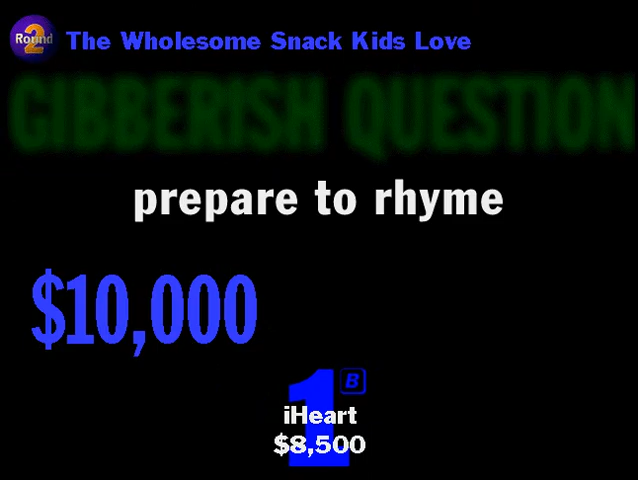 Round 2
The Wholesome Snack Kids Love
GIBBERISH QUESTION
prepare to rhyme
$10,000
1 B
iHeart
$8,500